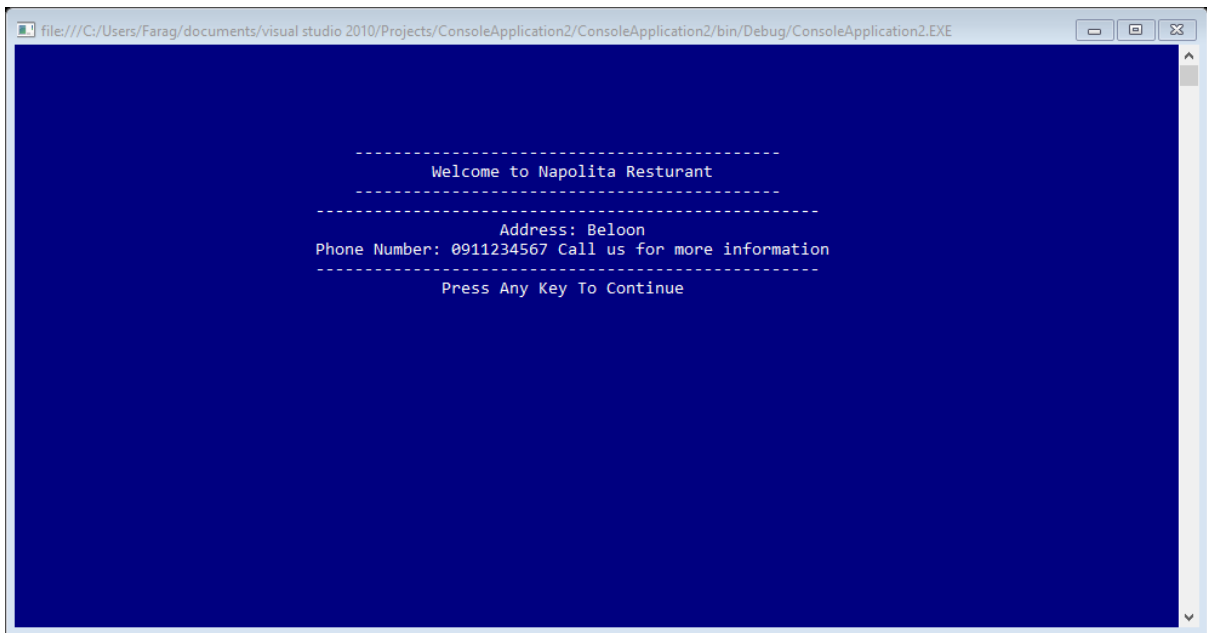 file:///C:/Users/Farag/documents/visual studio 2010/Projects/ConsoleApplication2/ConsoleApplication2/bin/Debug/ConsoleApplication2.EXE
--------------------------------------------
Welcome to Napolita Resturant
--------------------------------------------
----------------------------------------------------
Address: Beloon
Phone Number: 0911234567 Call us for more information
----------------------------------------------------
Press Any Key To Continue